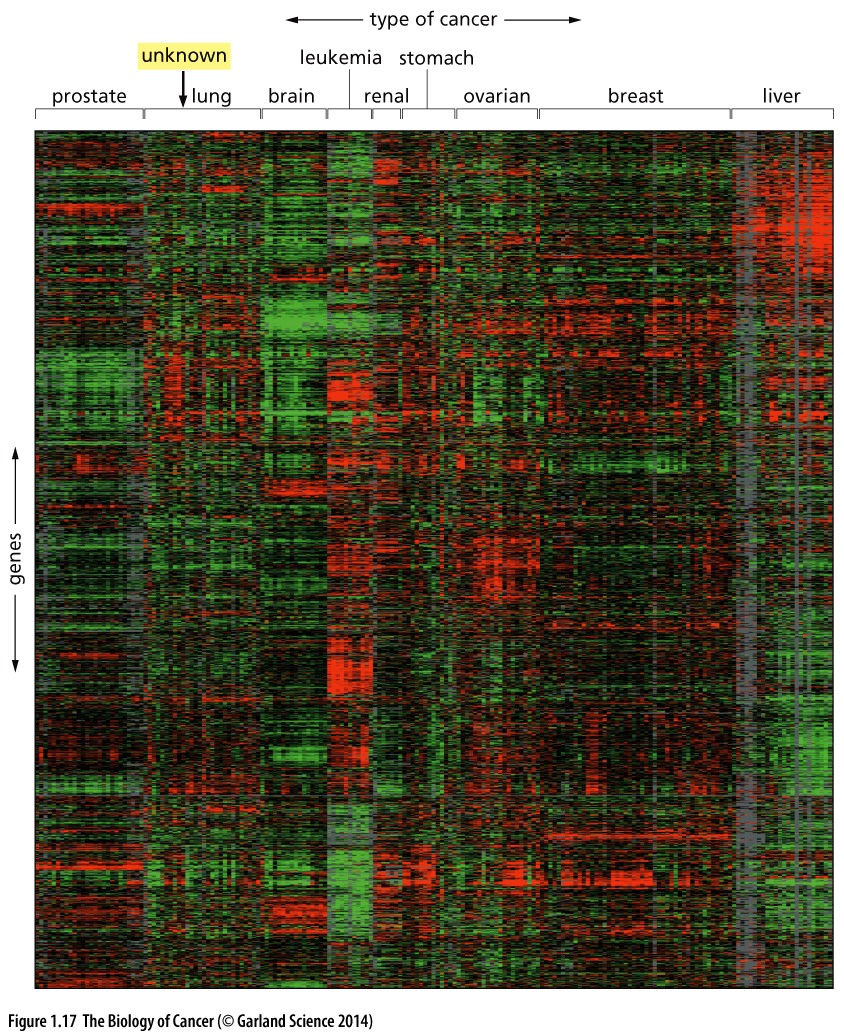 type of cancer
unknown
leukemia stomach
prostate lung brain renal ovarian breast liver
genes
Figure 1.17 The Biology of Cancer (© Garland Science 2014)